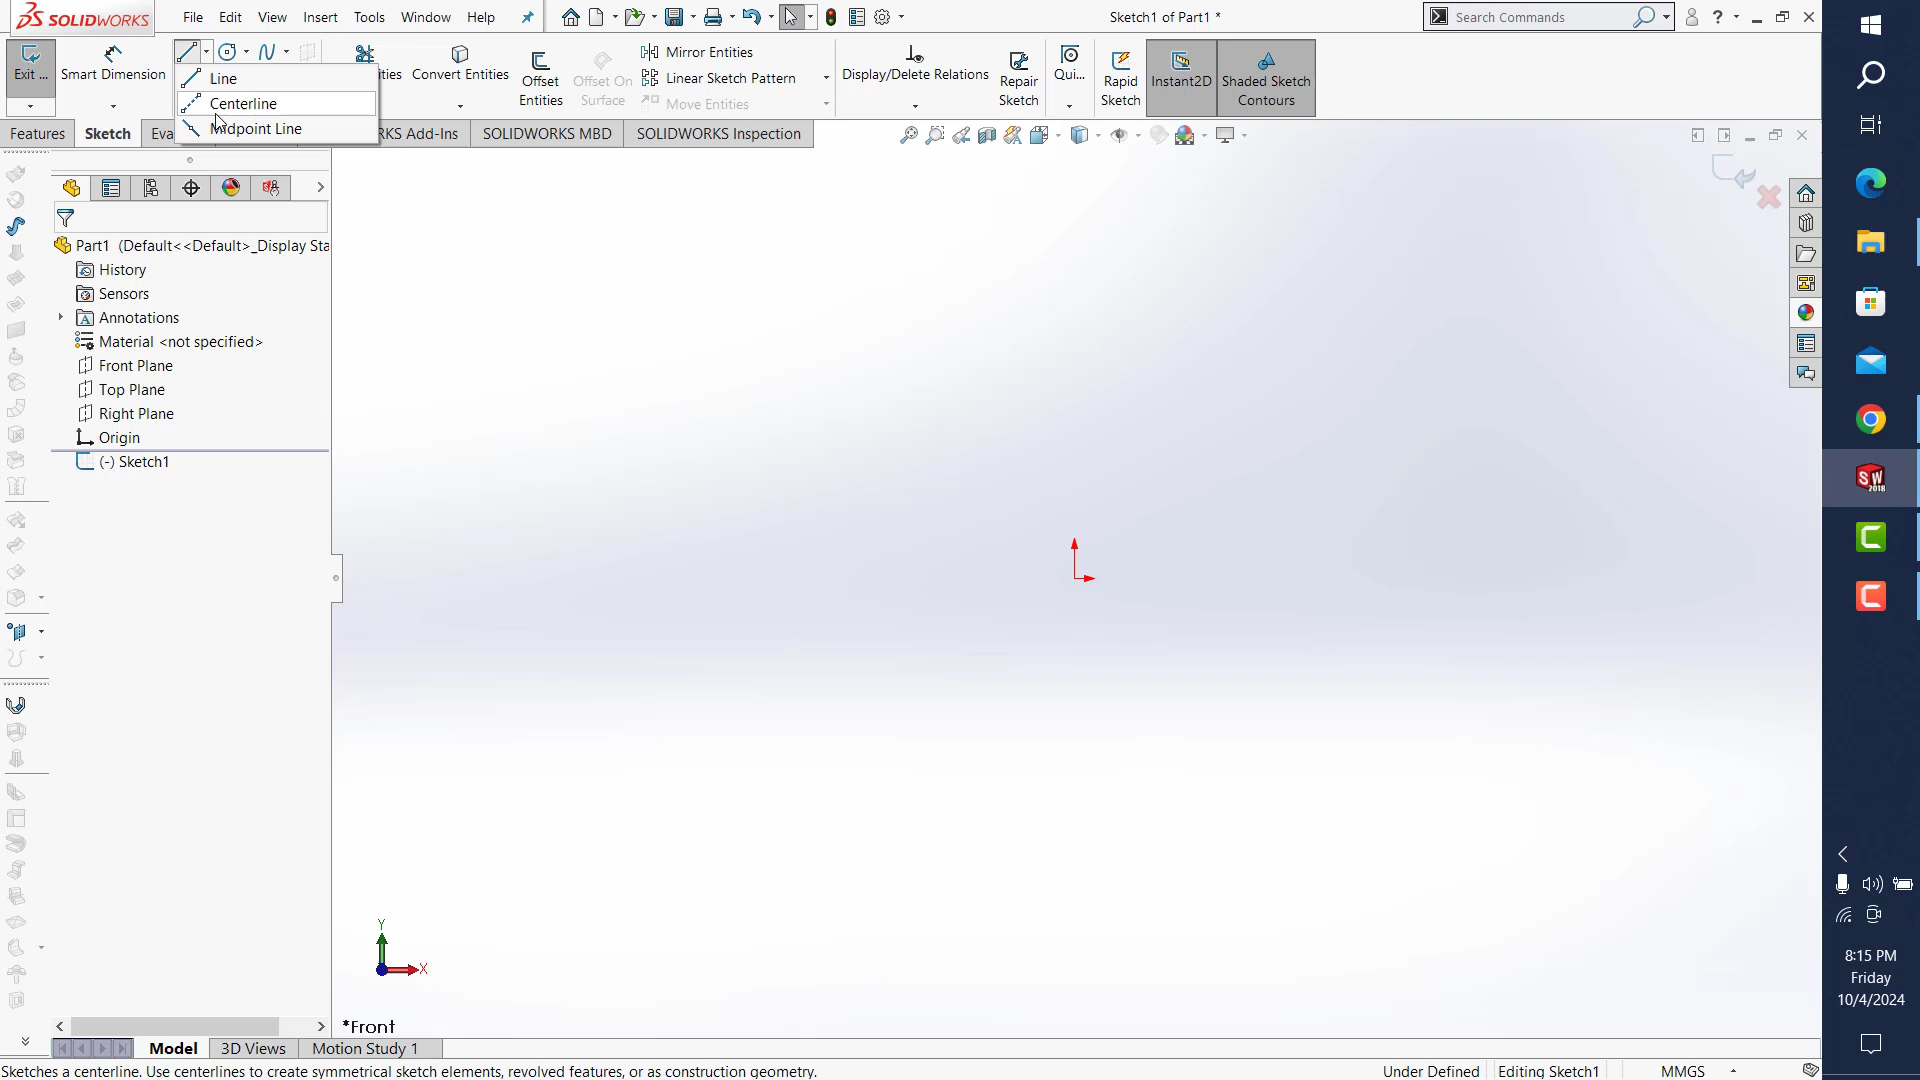 SOLIDWORKS
File
Edit
View
Insert
Tools
Window
Help
Sketch1 of Part1 *
Search Commands
?
Exit ...
Smart Dimension
Line
Centerline
Midpoint Line
ities
Convert Entities
Offset
Entities
Offset On
Surface
Mirror Entities
Linear Sketch Pattern
Move Entities
Display/Delete Relations
Repair
Sketch
Qui...
Rapid
Sketch
Instant2D
Shaded Sketch
Contours
Features
Sketch
Eva
RKS Add-Ins
SOLIDWORKS MBD
SOLIDWORKS Inspection
Part1 (Default<<Default>_Display Sta
History
Sensors
Annotations
Material <not specified>
Front Plane
Top Plane
Right Plane
Origin
(-) Sketch1
SW
2018
Y
X
*Front
8:15 PM
Friday
10/4/2024
Model
3D Views
Motion Study 1
Sketches a centerline. Use centerlines to create symmetrical sketch elements, revolved features, or as construction geometry.
Under Defined
Editing Sketch1
MMGS